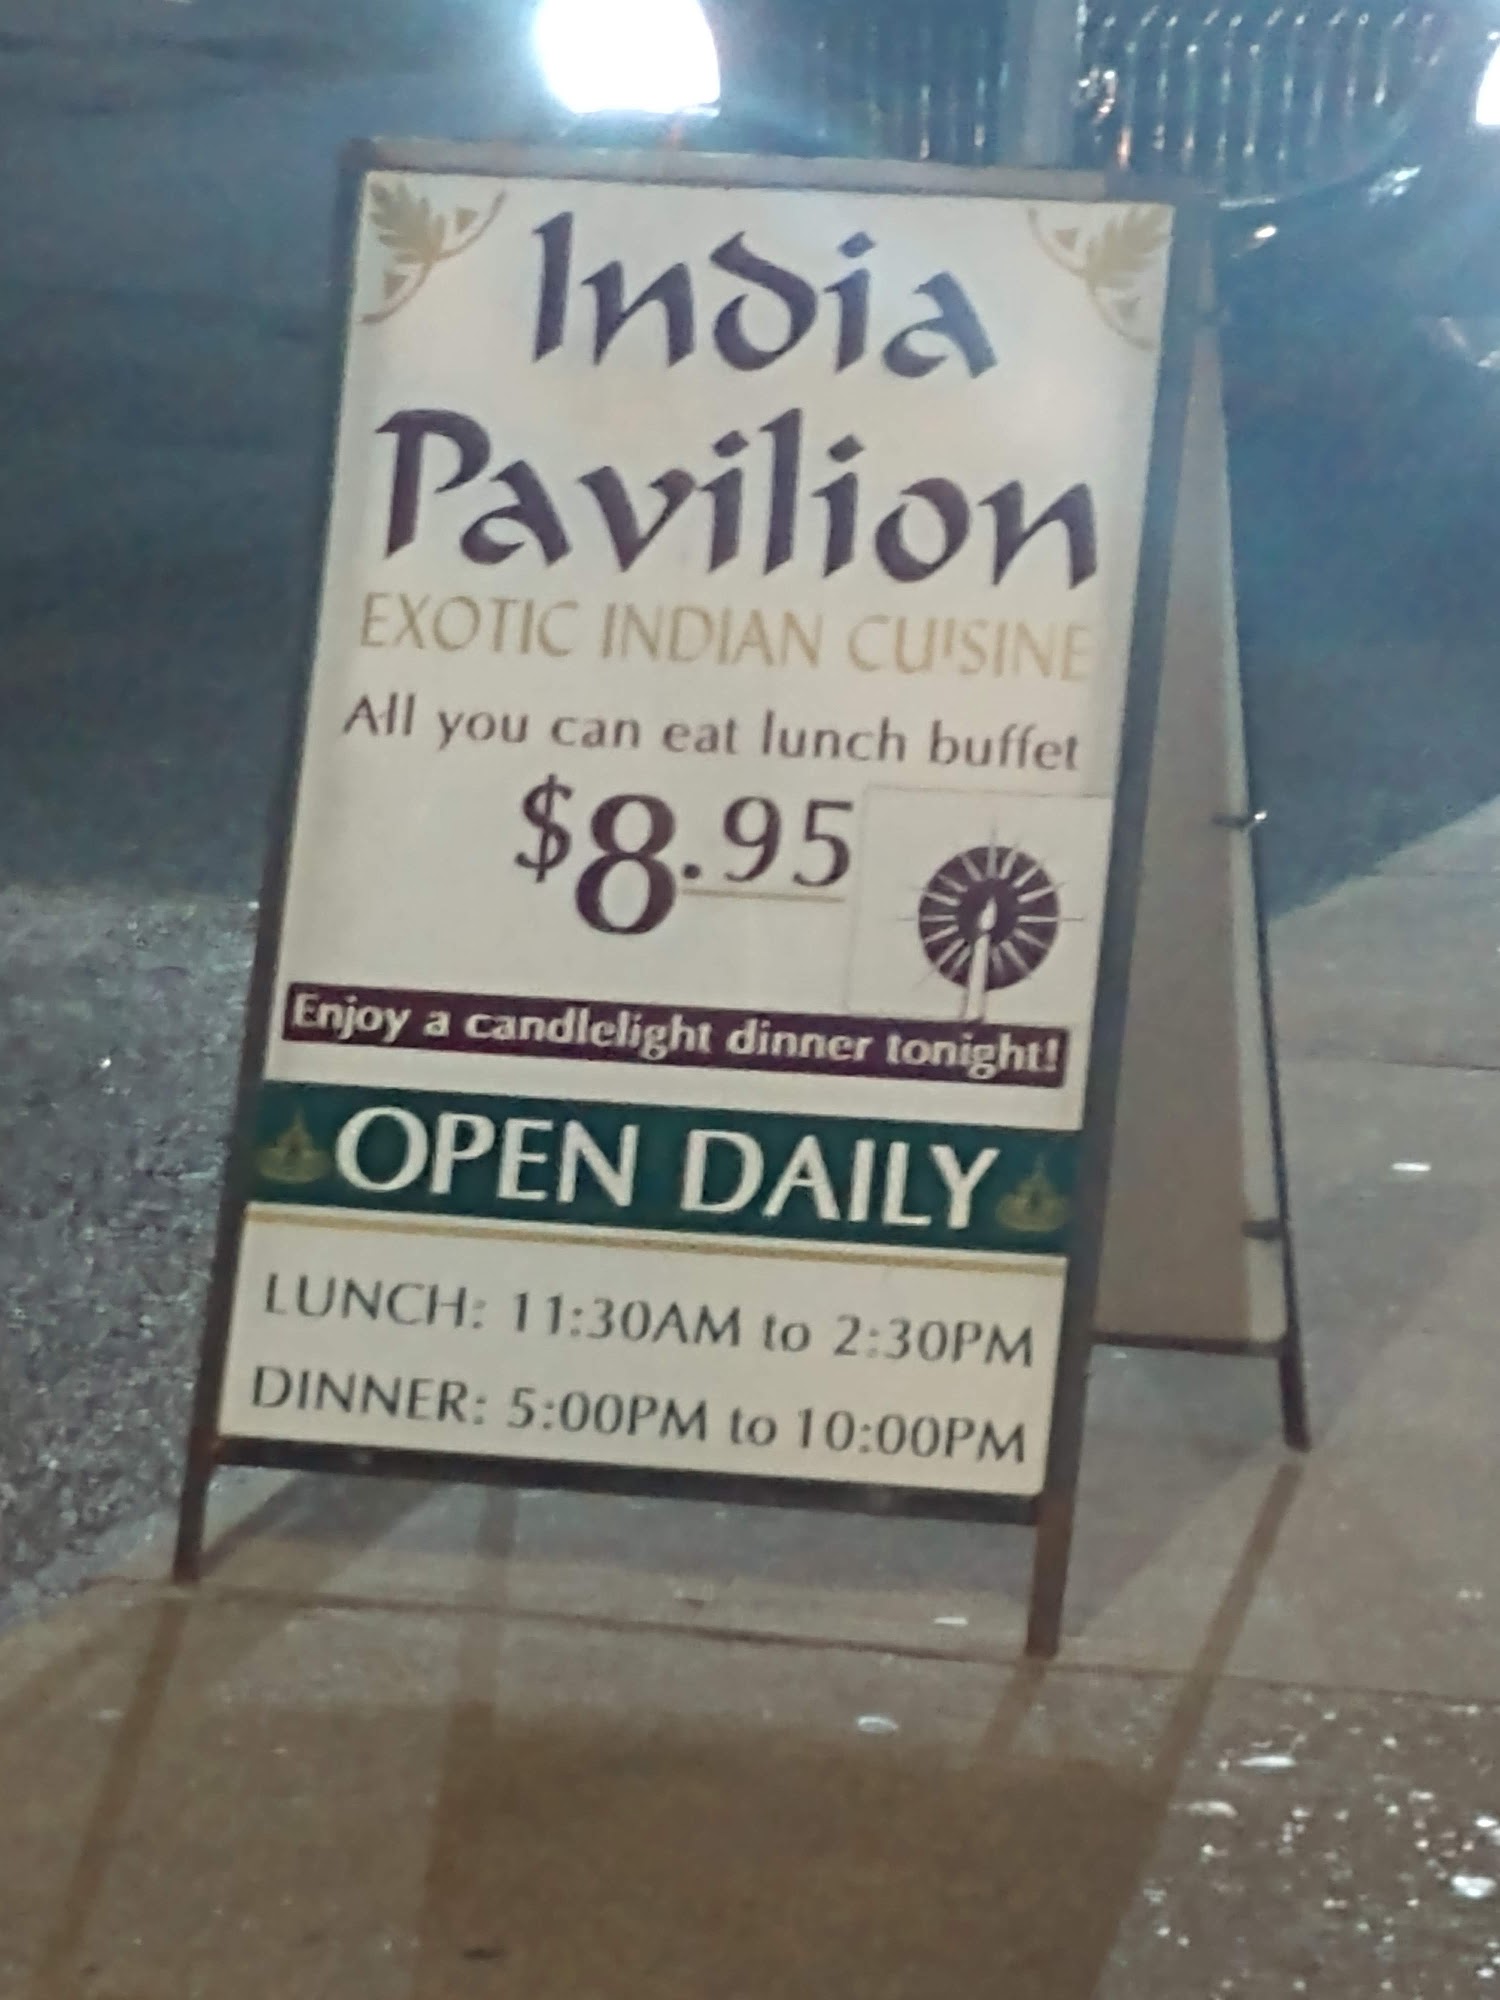 India
Pavilion
EXOTIC INDIAN CUISINE
All you can eat lunch buffet
$8.95
Enjoy a candlelight dinner tonight!
OPEN DAILY
LUNCH: 11:30AM to 2:30PM
DINNER: 5:00PM to 10:00PM